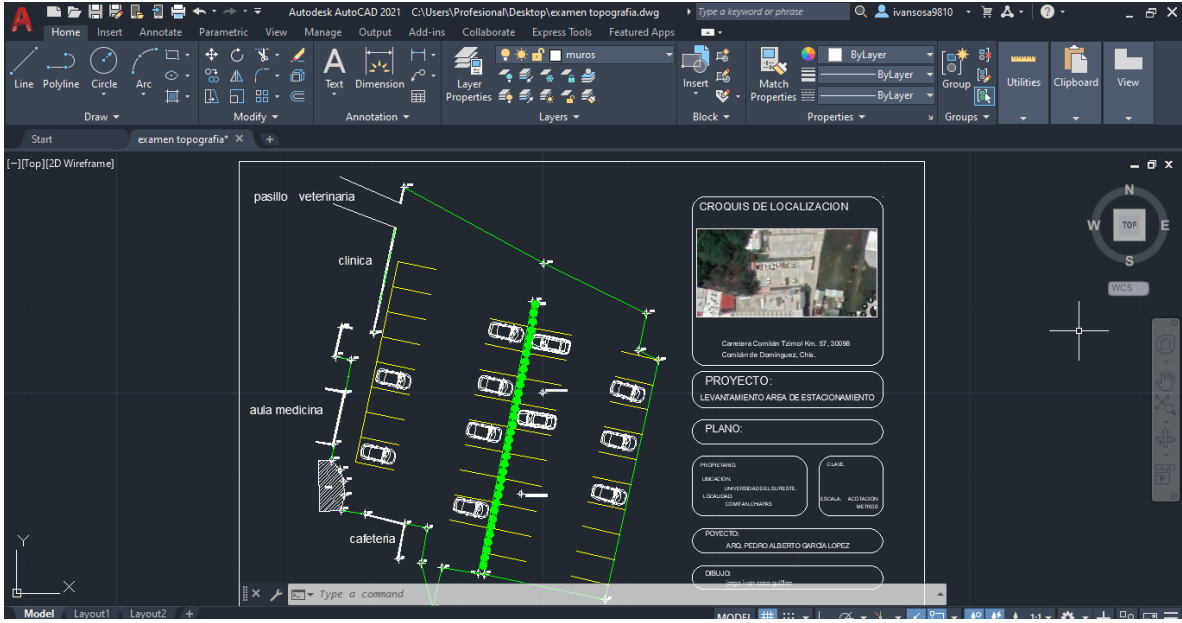 Autodesk AutoCAD 2021 C:\Users\Profesional\Desktop\examen topografia.dwg
Type a keyword or phrase
ivansosa9810
Home Insert Annotate Parametric View Manage Output Add-ins Collaborate Express Tools Featured Apps
muros
ByLayer
ByLayer
ByLayer
Line Polyline Circle Arc
Text Dimension
Layer Properties
Insert
Match Properties
Group
Utilities
Clipboard
View
Draw Modify Annotation Layers Block Properties Groups
Start examen topografia*
[−][Top][2D Wireframe]
N
W TOP E
S
WCS
pasillo veterinaria
clinica
aula medicina
cafeteria
CROQUIS DE LOCALIZACION
Carretera Comitán Tzimol Km. 57, 30098
Comitán de Domínguez, Chis.
PROYECTO:
LEVANTAMIENTO AREA DE ESTACIONAMIENTO
PLANO:
PROPIETARIO:
UBICACIÓN:
UNIVERSIDAD DEL SURESTE.
LOCALIDAD:
COMITAN,CHIAPAS
CLAVE:
ESCALA: ACOTACION:
METROS
POYECTO:
ARQ. PEDRO ALBERTO GARCÍA LOPEZ
DIBUJO:
Y
X
Type a command
Model Layout1 Layout2
MODEL
1:1